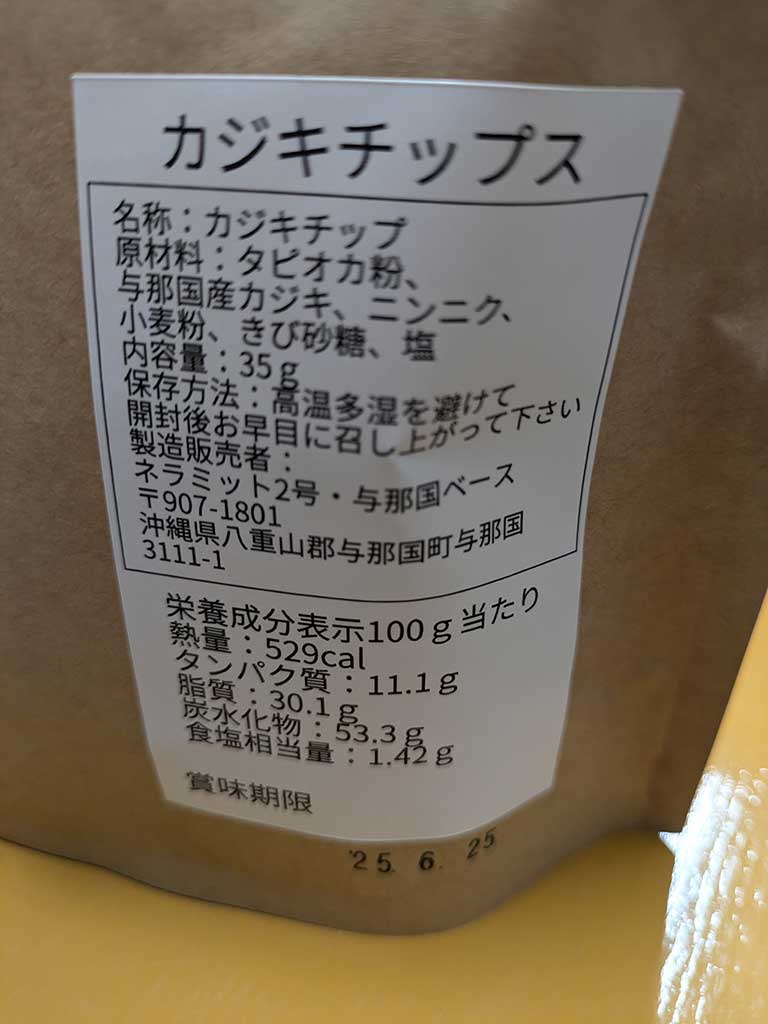 カジキチップス
名称：カジキチップ
原材料：タピオカ粉、
与那国産カジキ、ニンニク、
小麦粉、きび砂糖、塩
内容量：35ｇ
保存方法：高温多湿を避けて
開封後お早目に召し上がって下さい
製造販売者：
ネラミット2号・与那国ベース
〒907-1801
沖縄県八重山郡与那国町与那国
3111-1
栄養成分表示100ｇ当たり
熱量：529cal
タンパク質：11.1ｇ
脂質：30.1ｇ
炭水化物：53.3ｇ
食塩相当量：1.42ｇ
賞味期限
'25. 6. 25